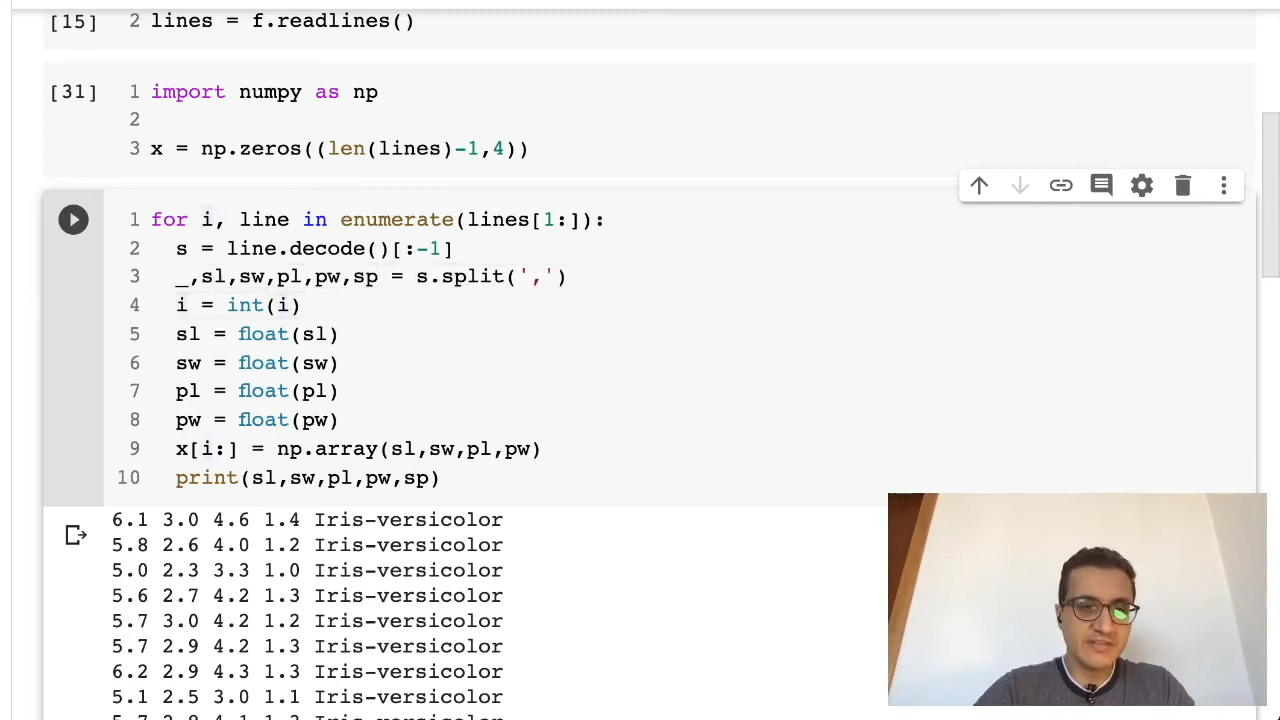 [15] 2 lines = f.readlines()
[31] 1 import numpy as np
2
3 x = np.zeros((len(lines)-1,4))
1 for i, line in enumerate(lines[1:]):
2 s = line.decode()[:-1]
3 _,sl,sw,pl,pw,sp = s.split(',')
4 i = int(i)
5 sl = float(sl)
6 sw = float(sw)
7 pl = float(pl)
8 pw = float(pw)
9 x[i:] = np.array(sl,sw,pl,pw)
10 print(sl,sw,pl,pw,sp)
6.1 3.0 4.6 1.4 Iris-versicolor
5.8 2.6 4.0 1.2 Iris-versicolor
5.0 2.3 3.3 1.0 Iris-versicolor
5.6 2.7 4.2 1.3 Iris-versicolor
5.7 3.0 4.2 1.2 Iris-versicolor
5.7 2.9 4.2 1.3 Iris-versicolor
6.2 2.9 4.3 1.3 Iris-versicolor
5.1 2.5 3.0 1.1 Iris-versicolor